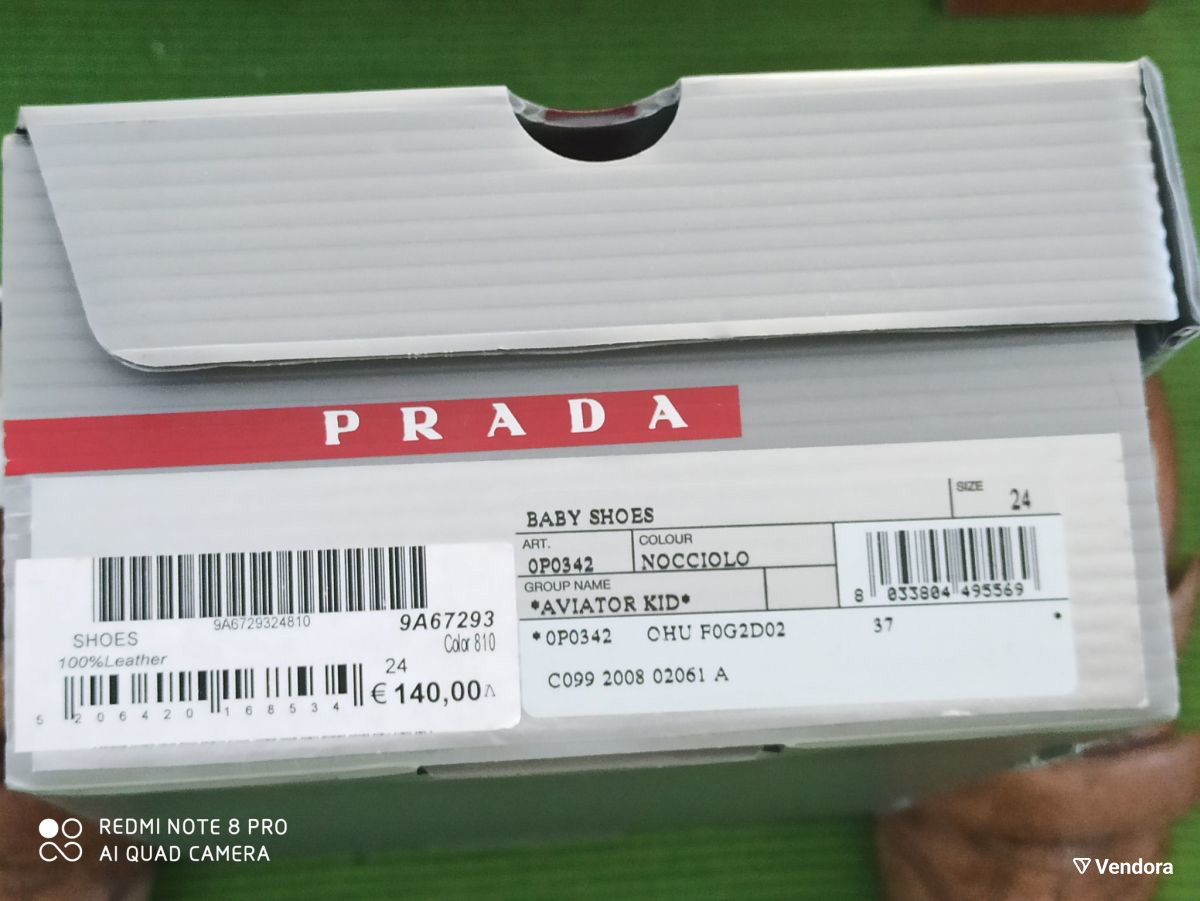 PRADA
BABY SHOES
SIZE 24
ART. COLOUR
0P0342 NOCCIOLO
GROUP NAME
*AVIATOR KID*
8 033804 495569
*0P0342 OHU F0G2D02 37 *
C099 2008 02061 A
9A6729324810
9A67293
SHOES
Color 810
100%Leather
24
€ 140,00Λ
5 206420 168534
REDMI NOTE 8 PRO
AI QUAD CAMERA
Vendora